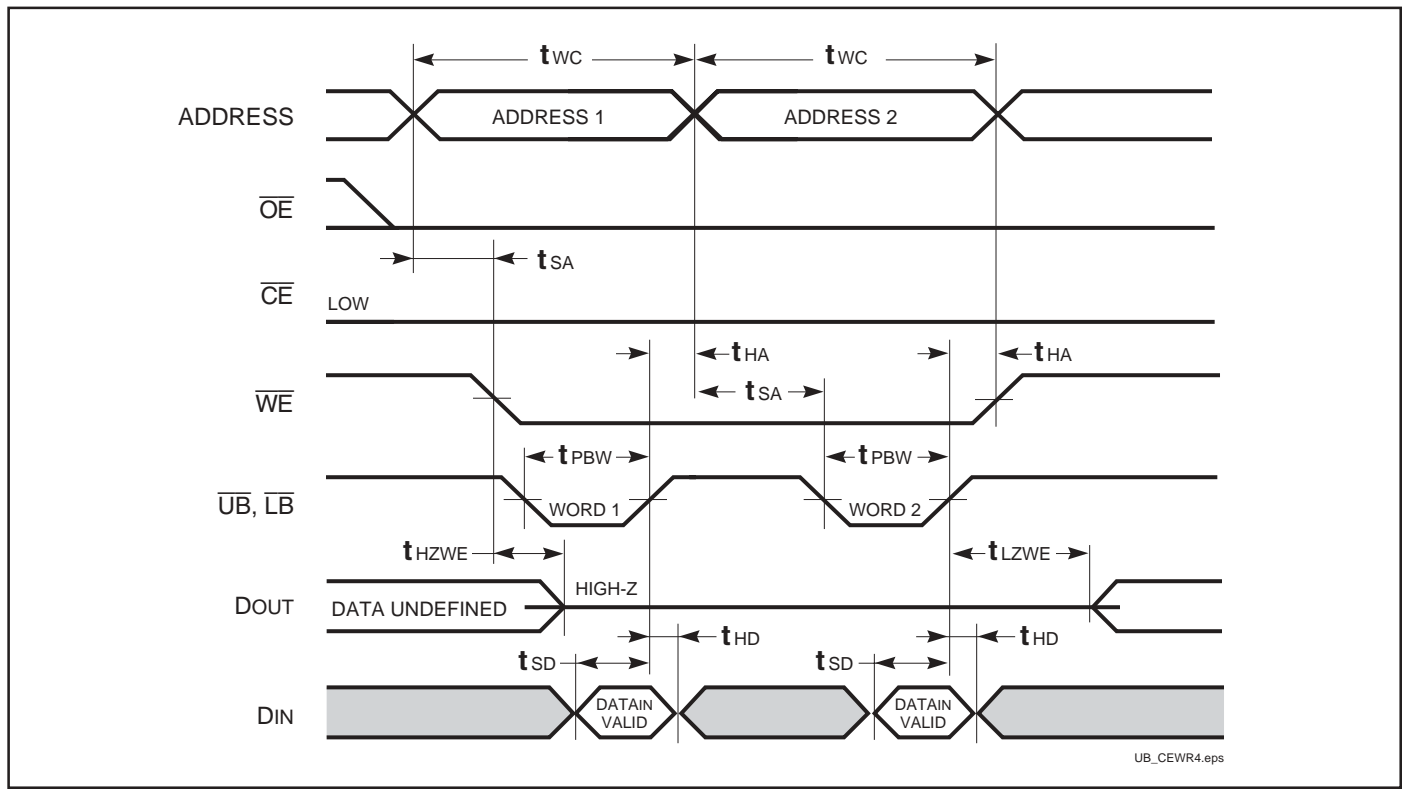 tWC tWC
ADDRESS ADDRESS 1 ADDRESS 2
OE
tSA
CE LOW
tHA tHA
WE tSA
tPBW tPBW
UB, LB WORD 1 WORD 2
tHZWE tLZWE
DOUT DATA UNDEFINED HIGH-Z
tHD tHD
tSD tSD
DIN DATAIN VALID DATAIN VALID
UB_CEWR4.eps